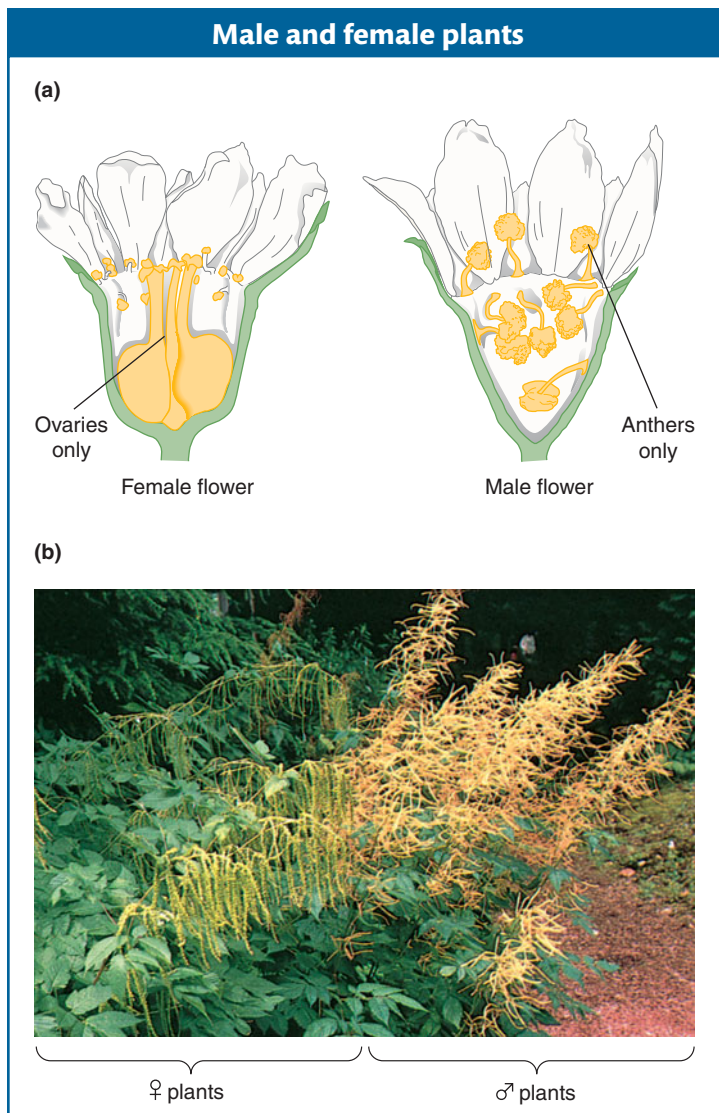 Male and female plants
(a)
Ovaries
only
Anthers
only
Female flower
Male flower
(b)
♀ plants
♂ plants